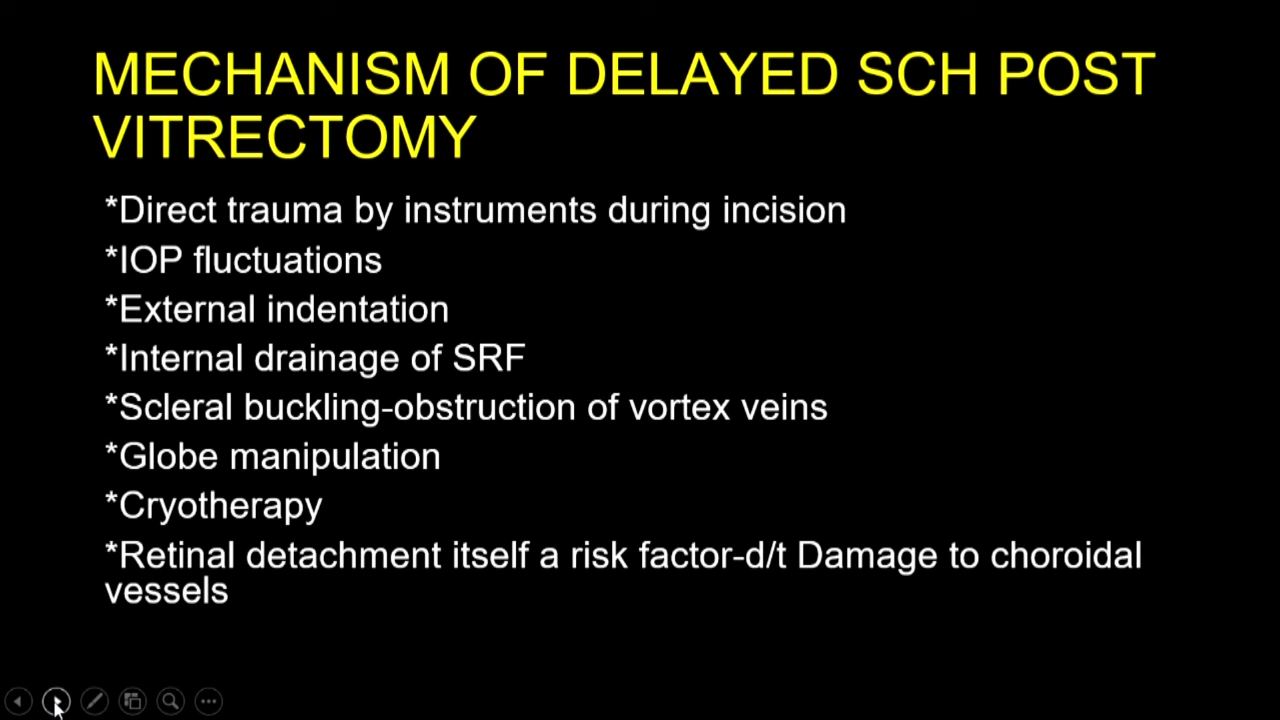 MECHANISM OF DELAYED SCH POST
VITRECTOMY
*Direct trauma by instruments during incision
*IOP fluctuations
*External indentation
*Internal drainage of SRF
*Scleral buckling-obstruction of vortex veins
*Globe manipulation
*Cryotherapy
*Retinal detachment itself a risk factor-d/t Damage to choroidal
vessels